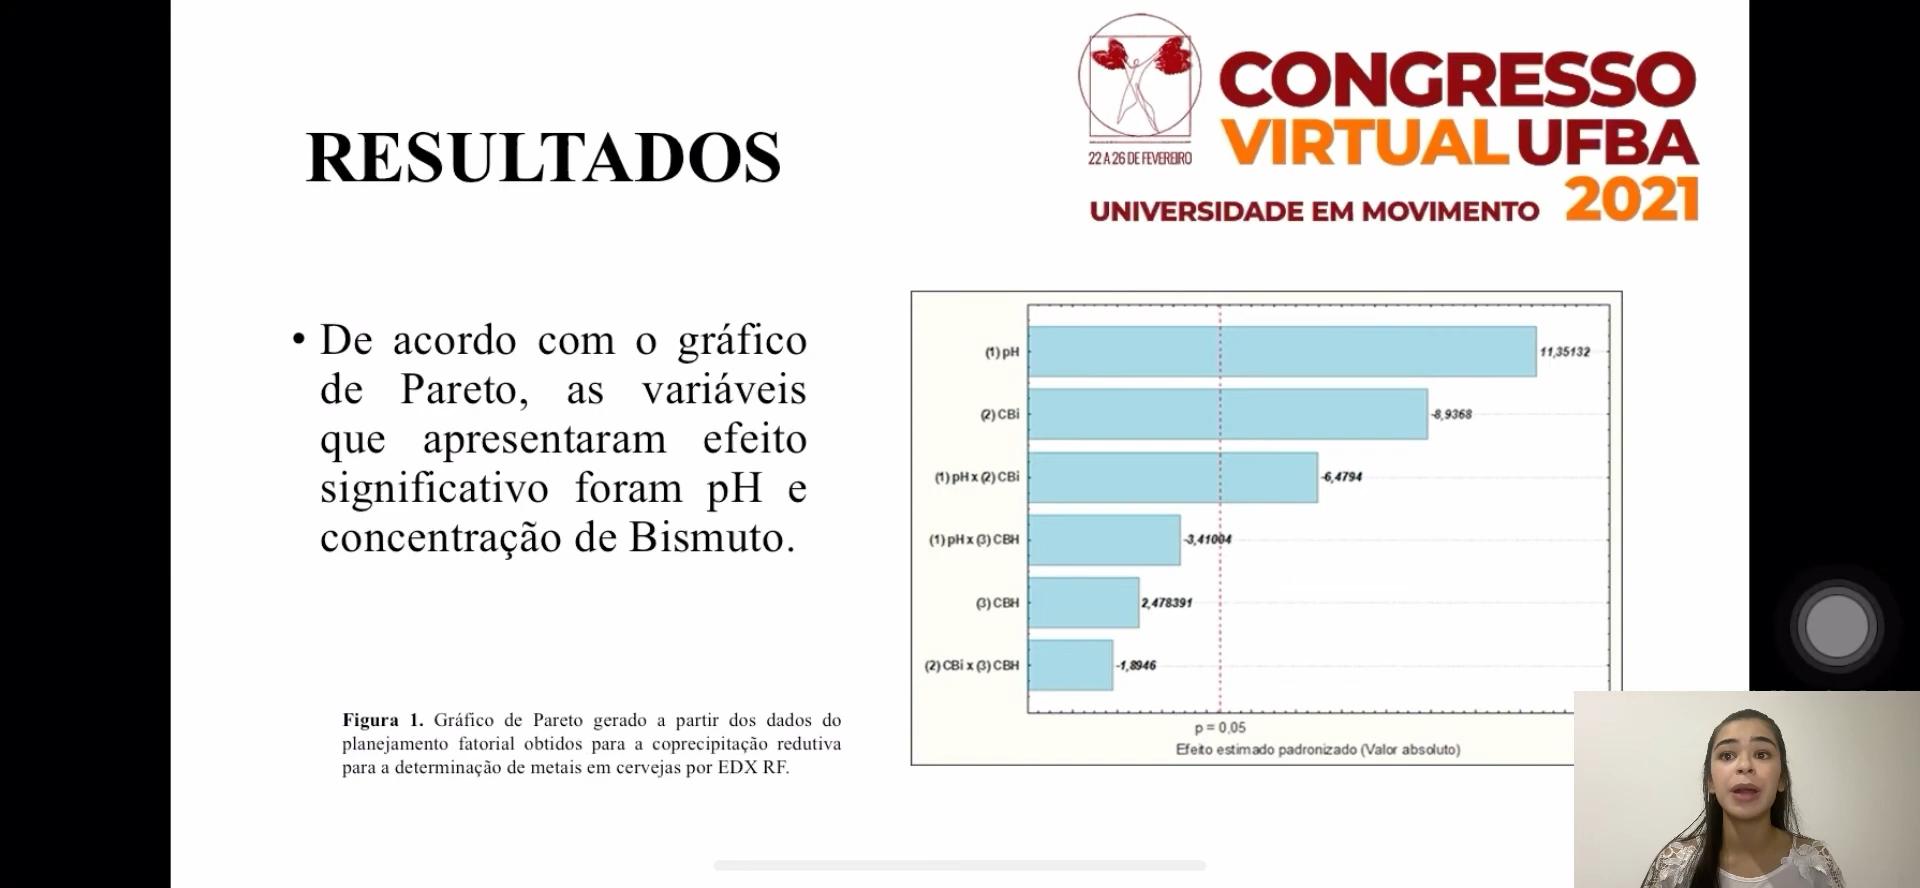 CONGRESSO
VIRTUAL UFBA
2021
22 A 26 DE FEVEREIRO
UNIVERSIDADE EM MOVIMENTO
RESULTADOS
• De acordo com o gráfico
de Pareto, as variáveis
que apresentaram efeito
significativo foram pH e
concentração de Bismuto.
Figura 1. Gráfico de Pareto gerado a partir dos dados do
planejamento fatorial obtidos para a coprecipitação redutiva
para a determinação de metais em cervejas por EDX RF.
(1) pH 11,35132
(2) CBi -8,9368
(1) pH x (2) CBi -6,4794
(1) pH x (3) CBH -3,41004
(3) CBH 2,478391
(2) CBi x (3) CBH -1,8946
p = 0,05
Efeito estimado padronizado (Valor absoluto)